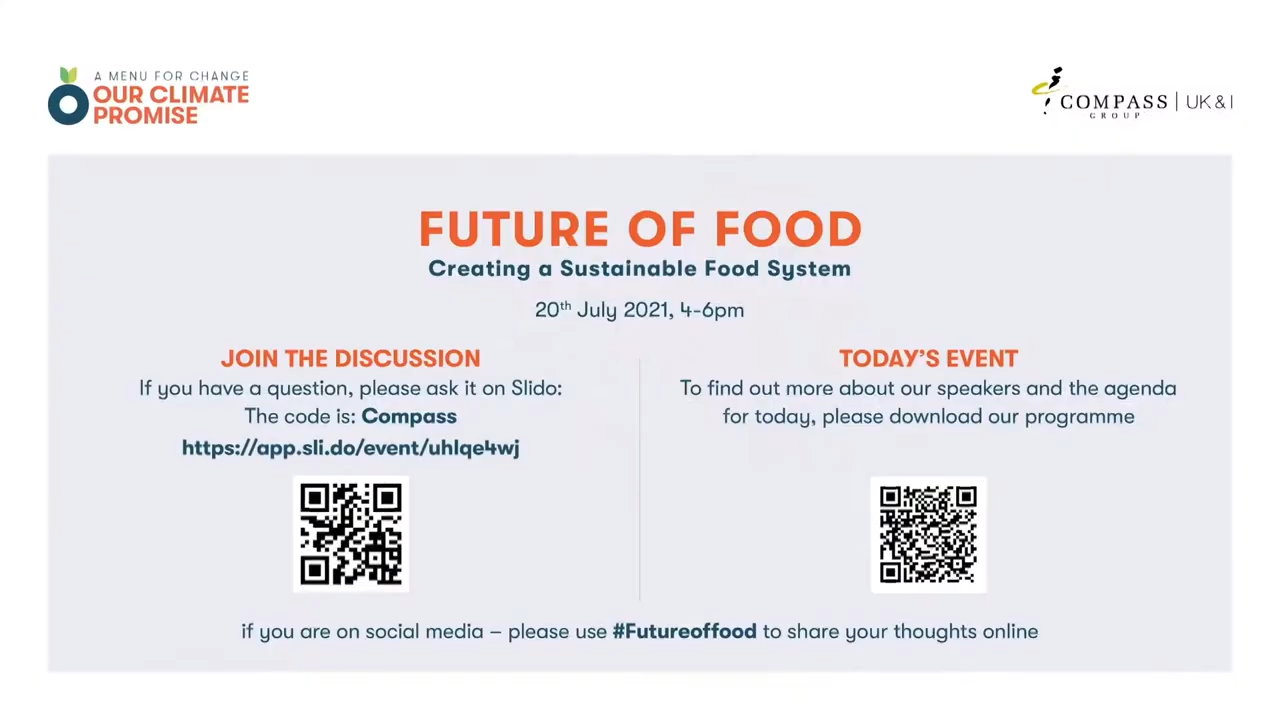 A MENU FOR CHANGE
OUR CLIMATE
PROMISE
COMPASS
GROUP
UK & I
FUTURE OF FOOD
Creating a Sustainable Food System
20th July 2021, 4-6pm
JOIN THE DISCUSSION
If you have a question, please ask it on Slido:
The code is: Compass
https://app.sli.do/event/uhlqe4wj
TODAY'S EVENT
To find out more about our speakers and the agenda
for today, please download our programme
if you are on social media – please use #Futureoffood to share your thoughts online